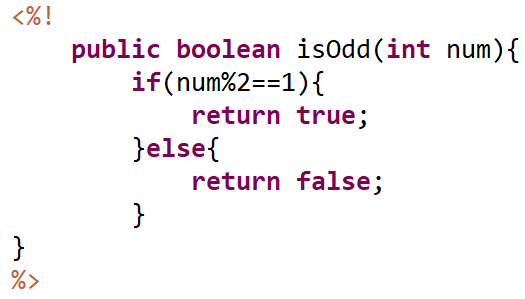 <%!
    public boolean isOdd(int num){
        if(num%2==1){
            return true;
        }else{
            return false;
        }
}
%>